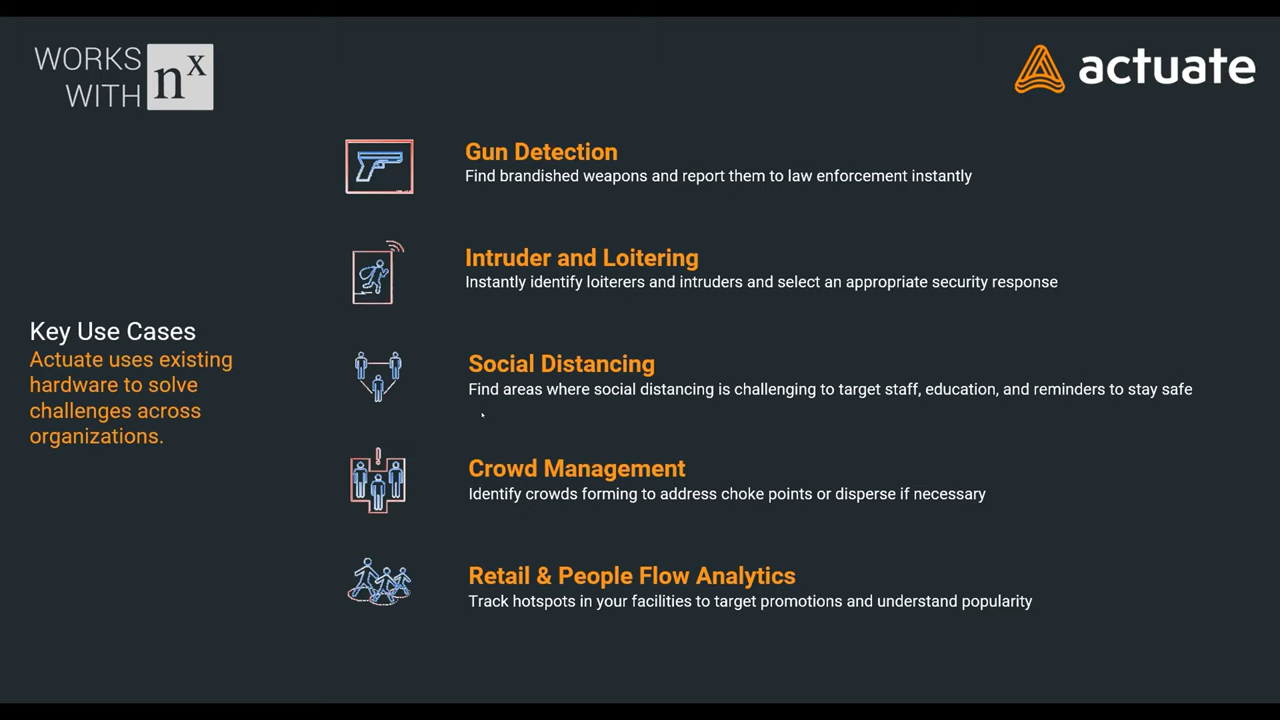 WORKS
WITH nx
actuate
Gun Detection
Find brandished weapons and report them to law enforcement instantly
Intruder and Loitering
Instantly identify loiterers and intruders and select an appropriate security response
Key Use Cases
Actuate uses existing
hardware to solve
challenges across
organizations.
Social Distancing
Find areas where social distancing is challenging to target staff, education, and reminders to stay safe
Crowd Management
Identify crowds forming to address choke points or disperse if necessary
Retail & People Flow Analytics
Track hotspots in your facilities to target promotions and understand popularity